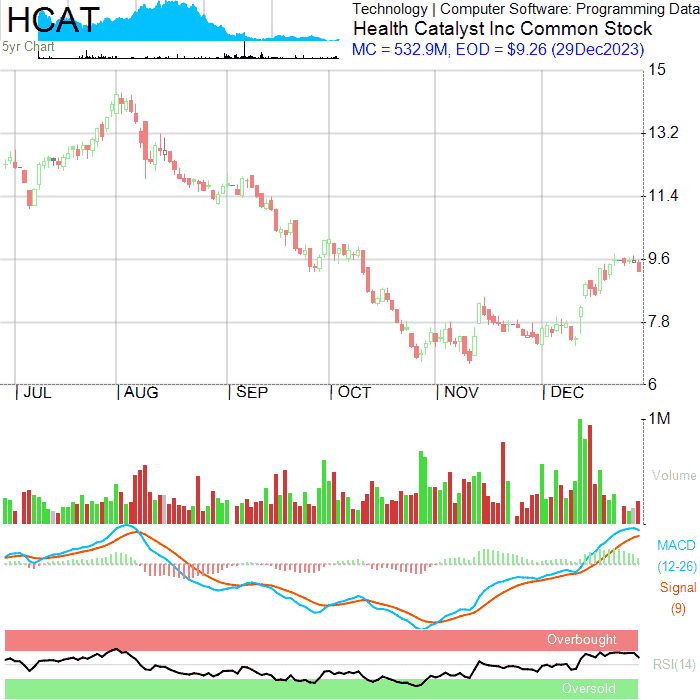 HCAT
5yr Chart
Technology | Computer Software: Programming Data
Health Catalyst Inc Common Stock
MC = 532.9M, EOD = $9.26 (29Dec2023)
15
13.2
11.4
9.6
7.8
6
JUL AUG SEP OCT NOV DEC
1M
Volume
MACD
(12-26)
Signal
(9)
Overbought
RSI(14)
Oversold